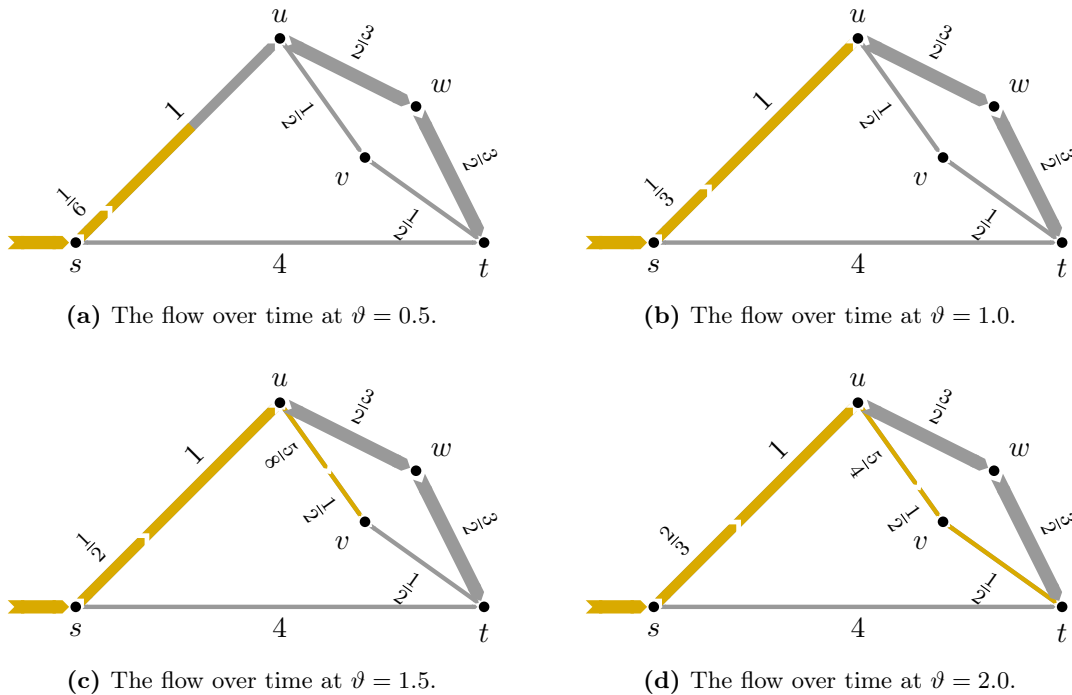 u
3/2
w
1
1/2
1/6
v
3/2
1/2
s
4
t
(a) The flow over time at ϑ = 0.5.
u
3/2
w
1
1/2
1/3
v
3/2
1/2
s
4
t
(b) The flow over time at ϑ = 1.0.
u
3/2
w
1
5/8
1/2
1/2
v
3/2
1/2
s
4
t
(c) The flow over time at ϑ = 1.5.
u
3/2
w
1
5/4
1/2
2/3
v
3/2
1/2
s
4
t
(d) The flow over time at ϑ = 2.0.